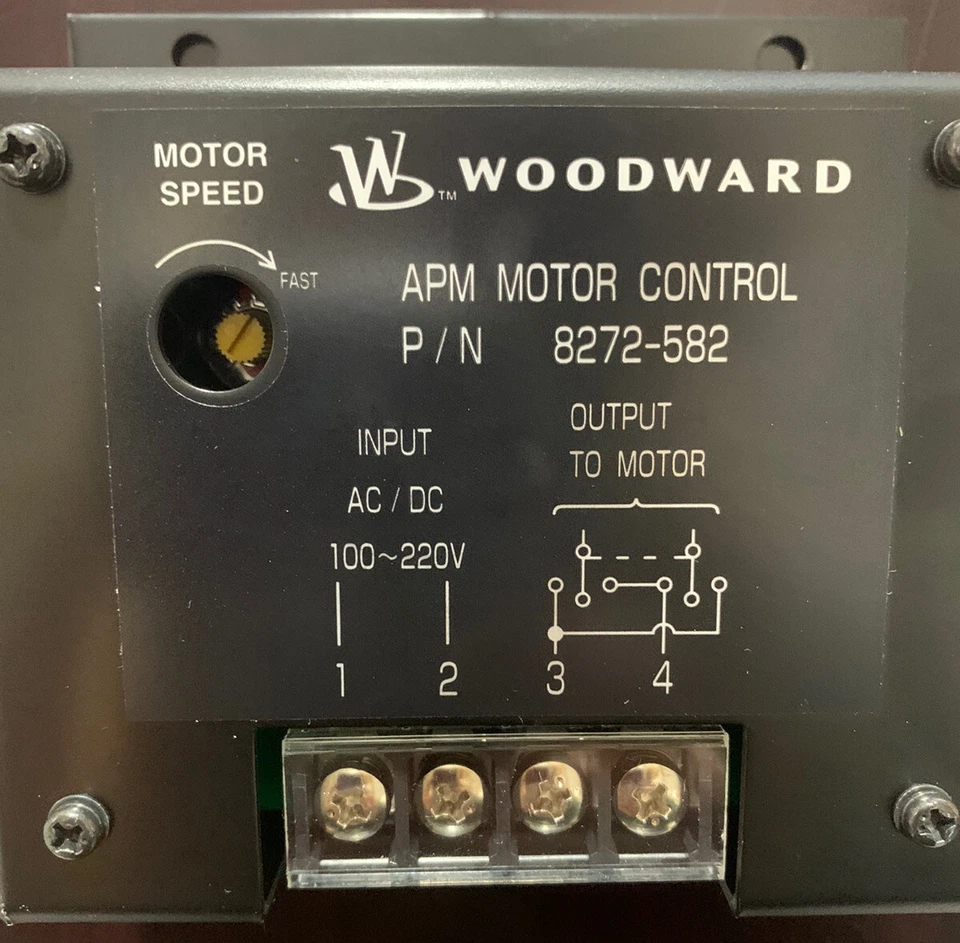 MOTOR
SPEED
FAST
W™ WOODWARD
APM MOTOR CONTROL
P/N 8272-582
INPUT
AC/DC
100~220V
OUTPUT
TO MOTOR
1 2 3 4